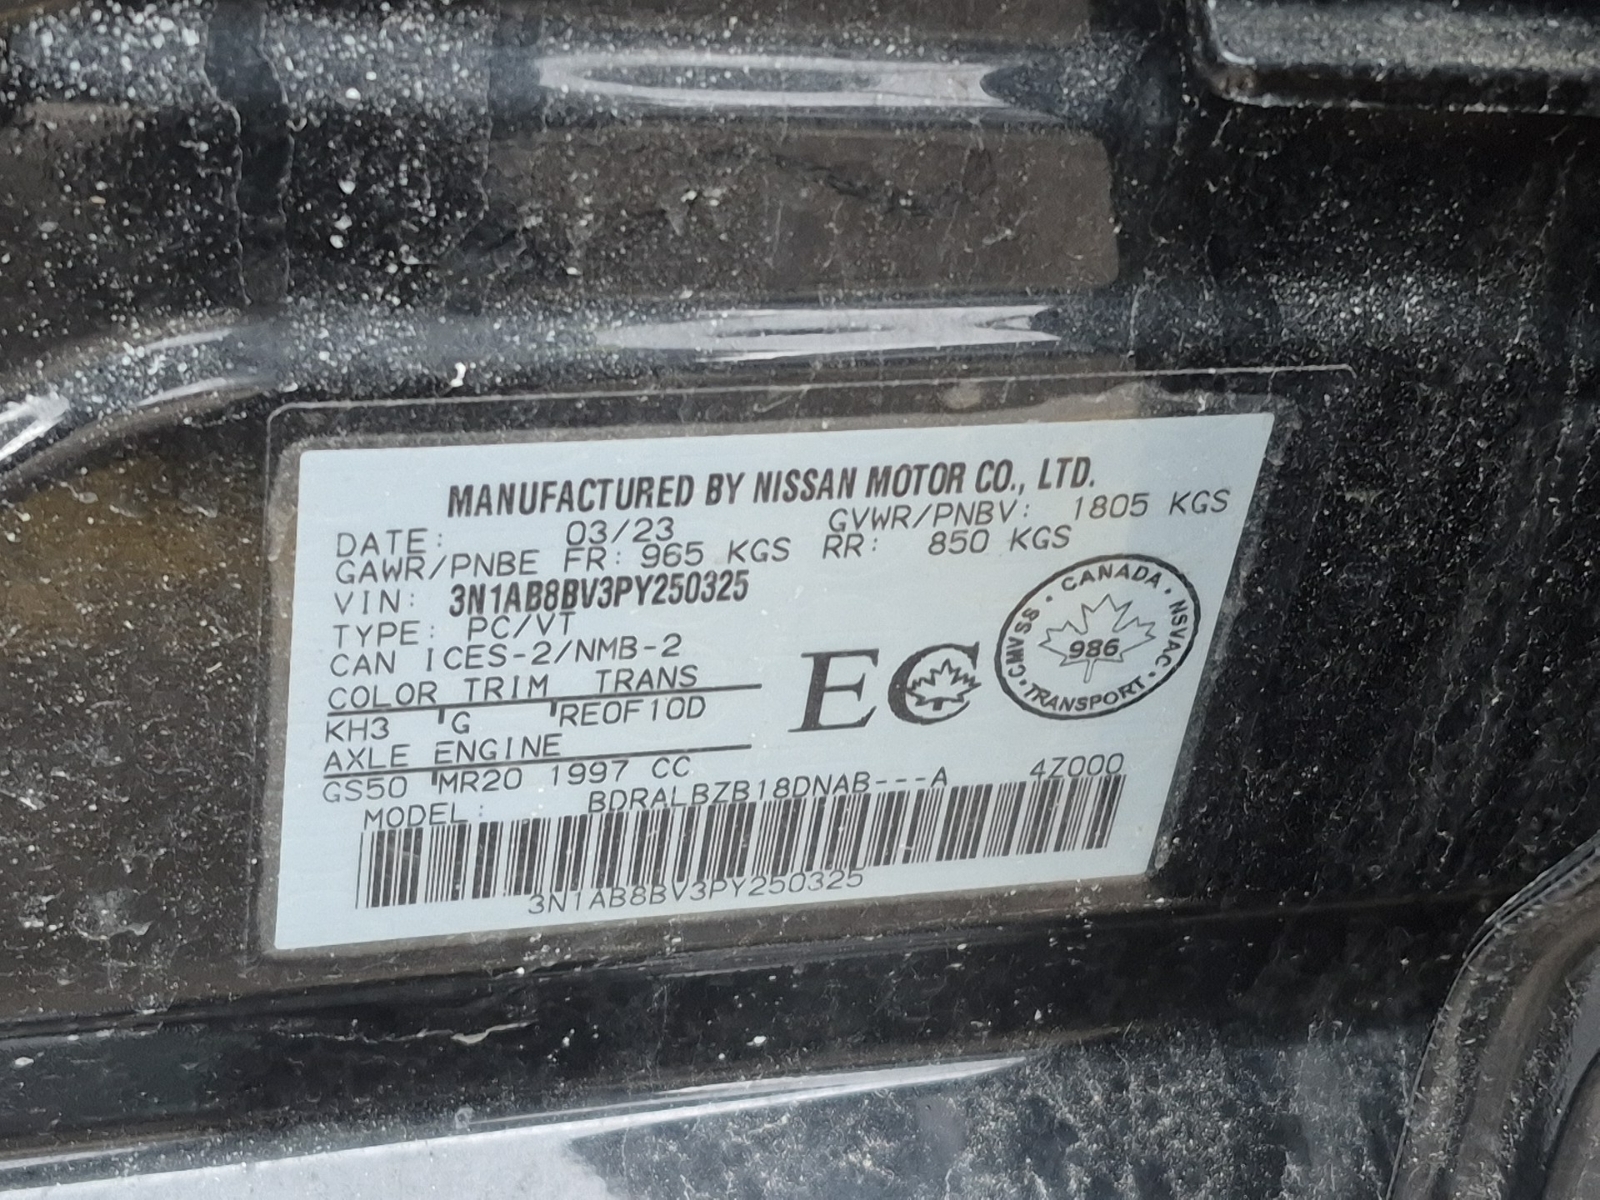 MANUFACTURED BY NISSAN MOTOR CO., LTD.
DATE: 03/23 GVWR/PNBV: 1805 KGS
GAWR/PNBE FR: 965 KGS RR: 850 KGS
VIN: 3N1AB8BV3PY250325
TYPE: PC/VT
CAN ICES-2/NMB-2
COLOR TRIM TRANS
KH3 G RE0F10D
AXLE ENGINE
GS50 MR20 1997 CC
MODEL: BDRALBZB18DNAB---A 4Z000
3N1AB8BV3PY250325
EC
CANADA · NSVAC · TRANSPORT · CMVSS ·
986